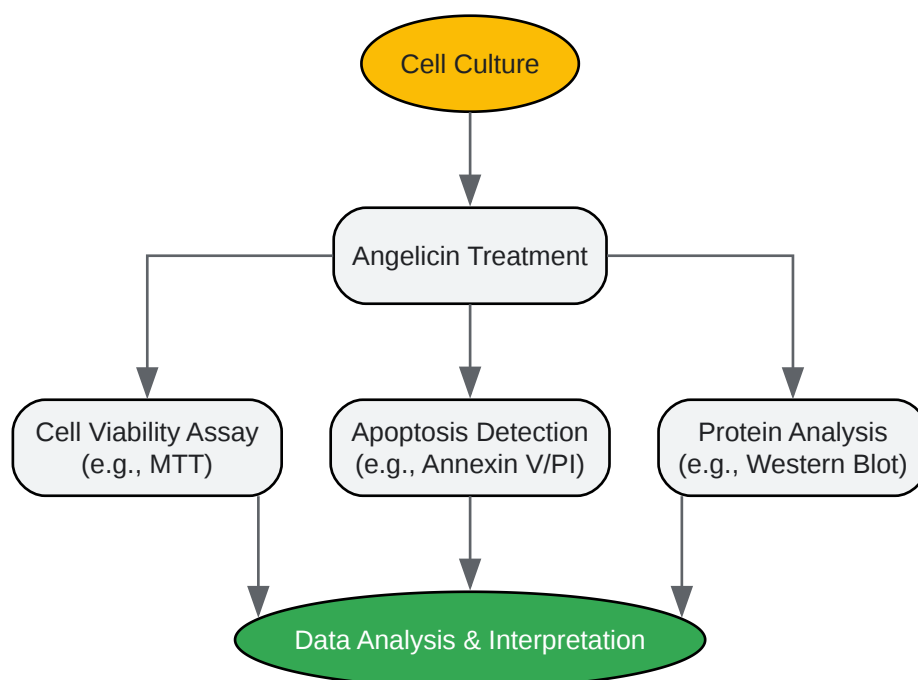 Cell Culture
Angelicin Treatment
Cell Viability Assay
(e.g., MTT)
Apoptosis Detection
(e.g., Annexin V/PI)
Protein Analysis
(e.g., Western Blot)
Data Analysis & Interpretation